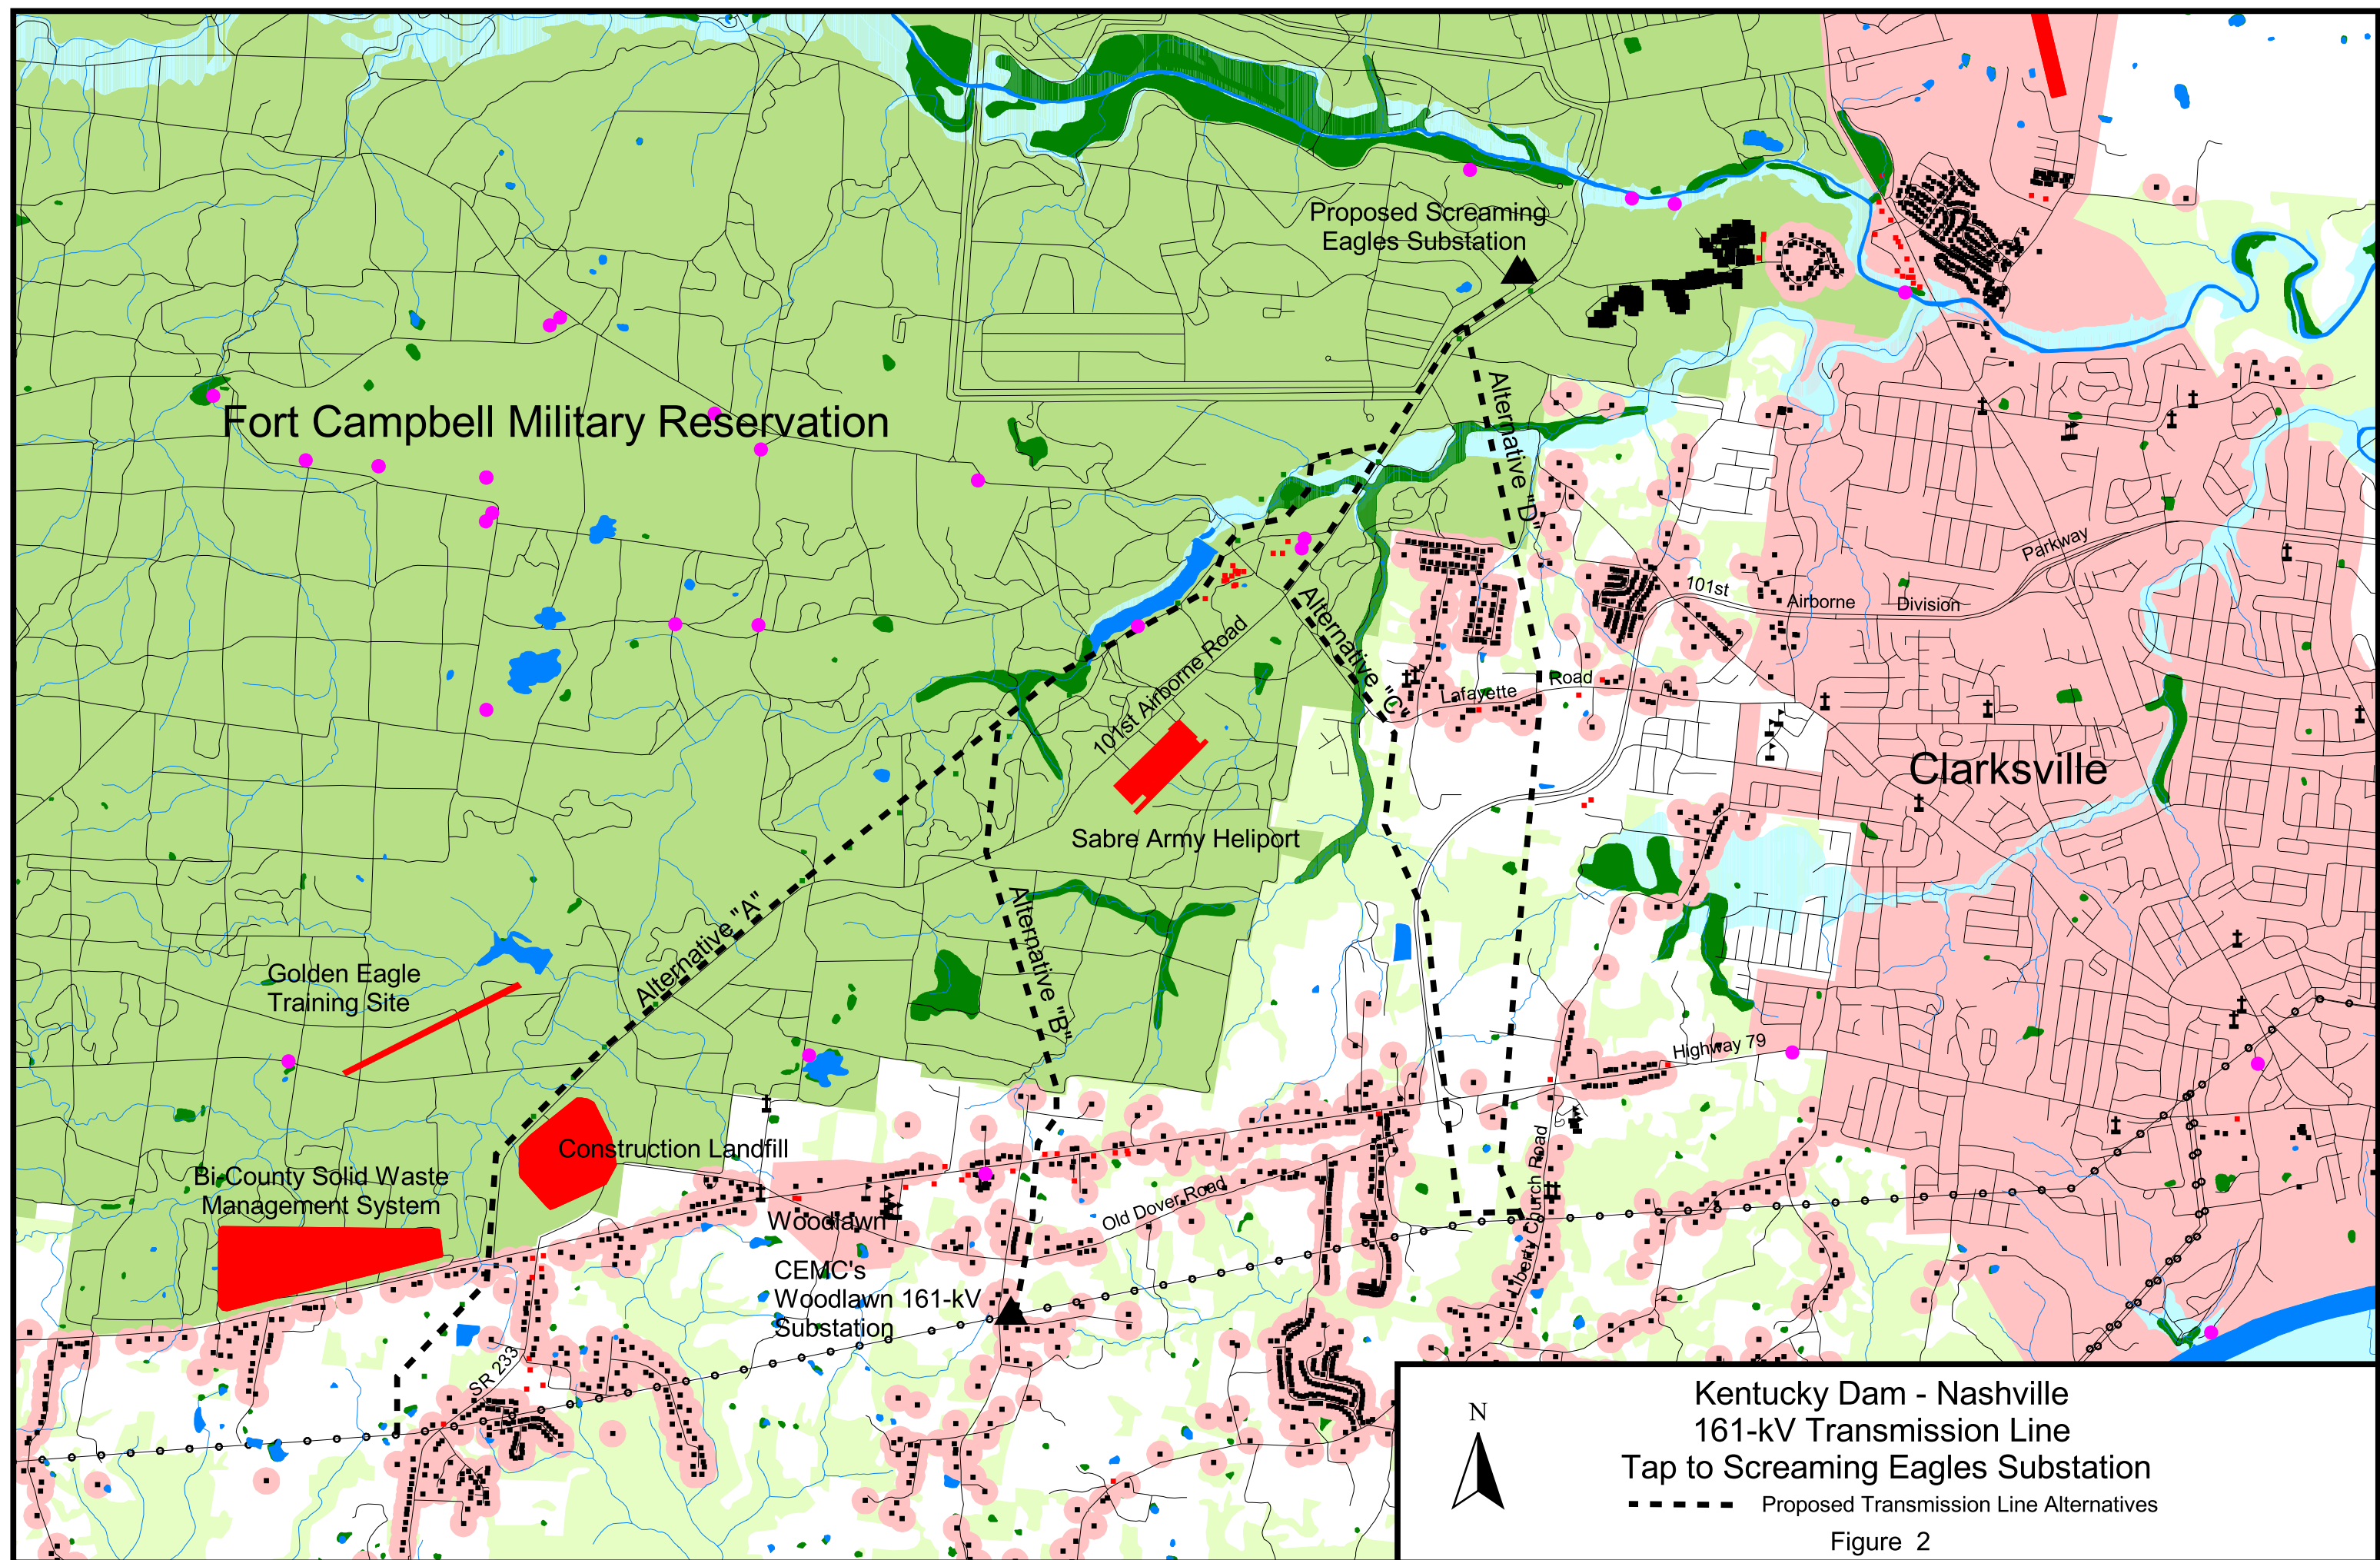 Proposed Screaming
Eagles Substation
Fort Campbell Military Reservation
Alternative "D"
Parkway
101st
Airborne
Division
Alternative "C"
101st Airborne Road
Lafayette
Road
Clarksville
Sabre Army Heliport
Alternative "A"
Alternative "B"
Golden Eagle
Training Site
Highway 79
Construction Landfill
Bi-County Solid Waste
Management System
Woodlawn
Old Dover Road
Liberty Church Road
CEMC's
Woodlawn 161-kV
Substation
SR 233
N
Kentucky Dam - Nashville
161-kV Transmission Line
Tap to Screaming Eagles Substation
Proposed Transmission Line Alternatives
Figure 2